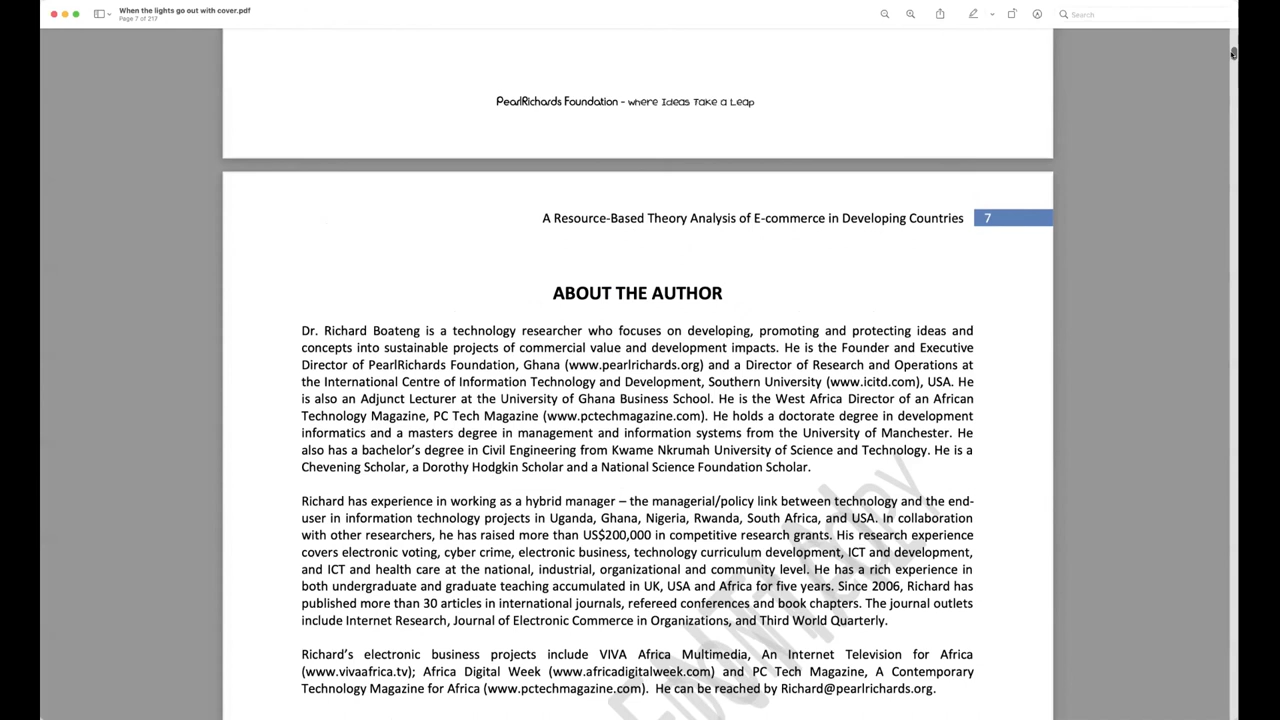 When the lights go out with cover.pdf
Page 7 of 217
Search
PearlRichards Foundation - where Ideas Take a Leap
A Resource-Based Theory Analysis of E-commerce in Developing Countries 7
ABOUT THE AUTHOR
Dr. Richard Boateng is a technology researcher who focuses on developing, promoting and protecting ideas and
concepts into sustainable projects of commercial value and development impacts. He is the Founder and Executive
Director of PearlRichards Foundation, Ghana (www.pearlrichards.org) and a Director of Research and Operations at
the International Centre of Information Technology and Development, Southern University (www.icitd.com), USA. He
is also an Adjunct Lecturer at the University of Ghana Business School. He is the West Africa Director of an African
Technology Magazine, PC Tech Magazine (www.pctechmagazine.com). He holds a doctorate degree in development
informatics and a masters degree in management and information systems from the University of Manchester. He
also has a bachelor's degree in Civil Engineering from Kwame Nkrumah University of Science and Technology. He is a
Chevening Scholar, a Dorothy Hodgkin Scholar and a National Science Foundation Scholar.
Richard has experience in working as a hybrid manager – the managerial/policy link between technology and the end-
user in information technology projects in Uganda, Ghana, Nigeria, Rwanda, South Africa, and USA. In collaboration
with other researchers, he has raised more than US$200,000 in competitive research grants. His research experience
covers electronic voting, cyber crime, electronic business, technology curriculum development, ICT and development,
and ICT and health care at the national, industrial, organizational and community level. He has a rich experience in
both undergraduate and graduate teaching accumulated in UK, USA and Africa for five years. Since 2006, Richard has
published more than 30 articles in international journals, refereed conferences and book chapters. The journal outlets
include Internet Research, Journal of Electronic Commerce in Organizations, and Third World Quarterly.
Richard's electronic business projects include VIVA Africa Multimedia, An Internet Television for Africa
(www.vivaafrica.tv); Africa Digital Week (www.africadigitalweek.com) and PC Tech Magazine, A Contemporary
Technology Magazine for Africa (www.pctechmagazine.com). He can be reached by Richard@pearlrichards.org.